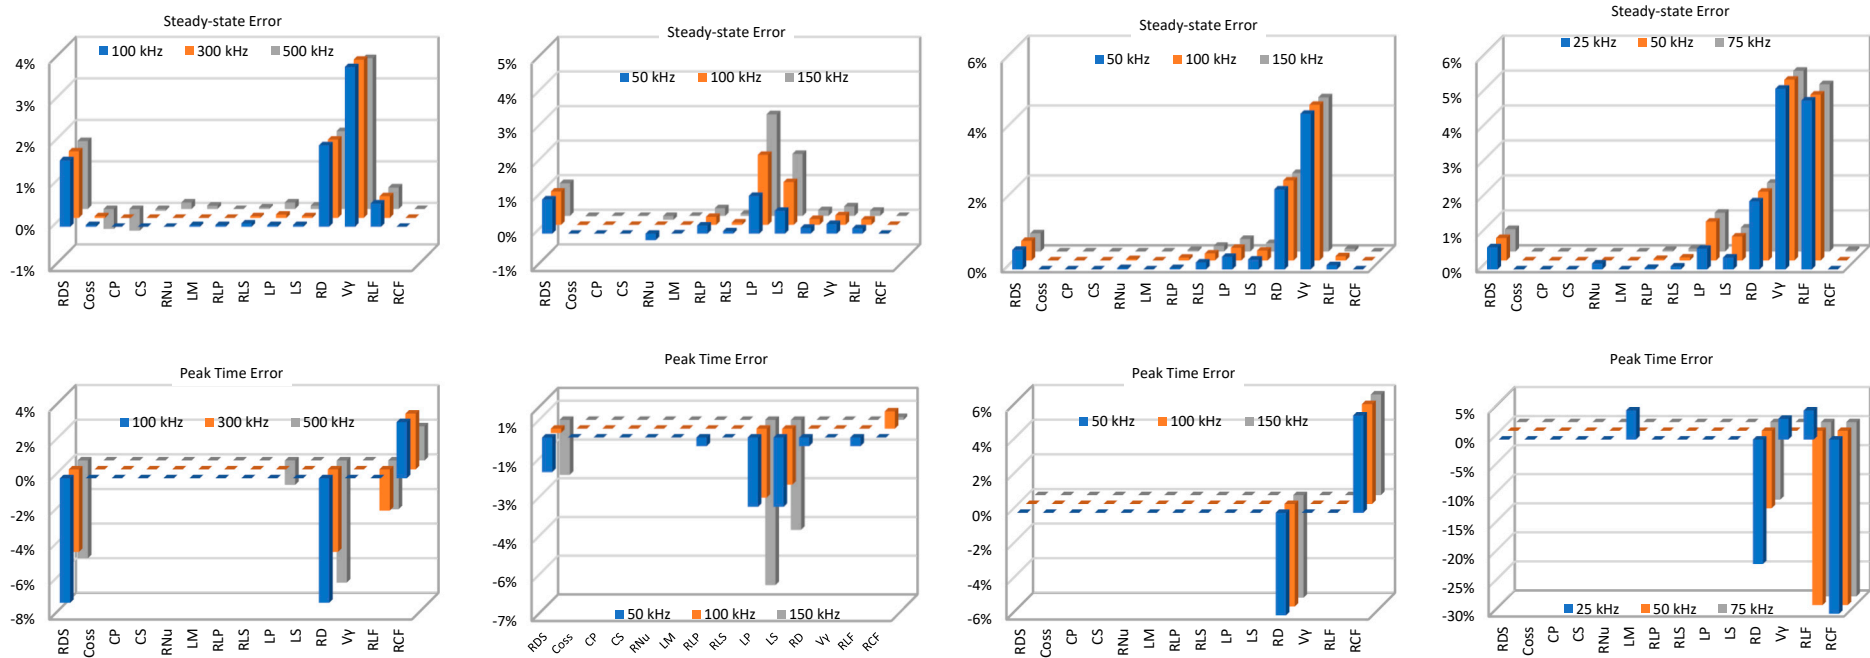 Steady-state Error
100 kHz 300 kHz 500 kHz
4%
3%
2%
1%
0%
-1%
RDS Coss CP CS RNu LM RLP RLS LP LS RD Vγ RLF RCF
Steady-state Error
50 kHz 100 kHz 150 kHz
5%
4%
3%
2%
1%
0%
-1%
RDS Coss CP CS RNu LM RLP RLS LP LS RD Vγ RLF RCF
Steady-state Error
50 kHz 100 kHz 150 kHz
6%
4%
2%
0%
RDS Coss CP CS RNu LM RLP RLS LP LS RD Vγ RLF RCF
Steady-state Error
25 kHz 50 kHz 75 kHz
6%
5%
4%
3%
2%
1%
0%
RDS Coss CP CS RNu LM RLP RLS LP LS RD Vγ RLF RCF
Peak Time Error
100 kHz 300 kHz 500 kHz
4%
2%
0%
-2%
-4%
-6%
-8%
RDS Coss CP CS RNu LM RLP RLS LP LS RD Vγ RLF RCF
Peak Time Error
1%
-1%
-3%
-4%
-6%
-7%
50 kHz 100 kHz 150 kHz
RDS Coss CP CS RNu LM RLP RLS LP LS RD Vγ RLF RCF
Peak Time Error
50 kHz 100 kHz 150 kHz
6%
4%
2%
0%
-2%
-4%
-6%
RDS Coss CP CS RNu LM RLP RLS LP LS RD Vγ RLF RCF
Peak Time Error
5%
0%
-5%
-10%
-15%
-20%
-25%
-30%
25 kHz 50 kHz 75 kHz
RDS Coss CP CS RNu LM RLP RLS LP LS RD Vγ RLF RCF